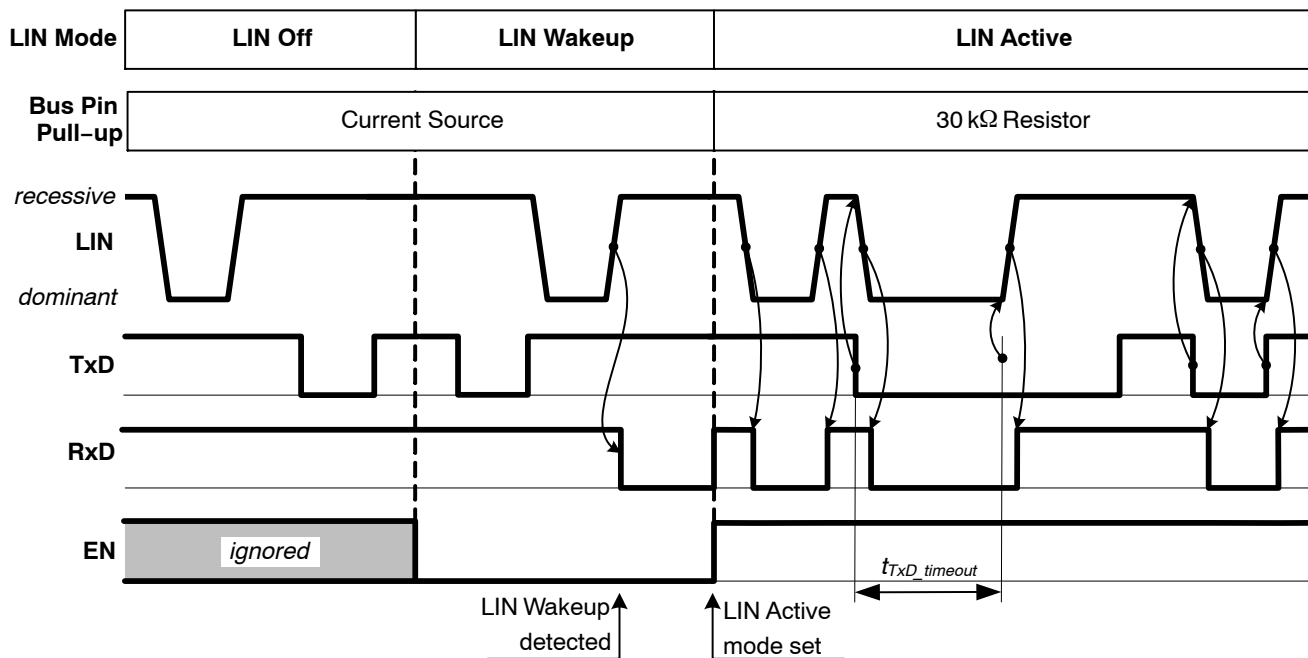 LIN Mode
LIN Off
LIN Wakeup
LIN Active
Bus Pin
Pull−up
Current Source
30 kΩ Resistor
recessive
LIN
dominant
TxD
RxD
EN
ignored
tTxD_timeout
LIN Wakeup
detected
LIN Active
mode set